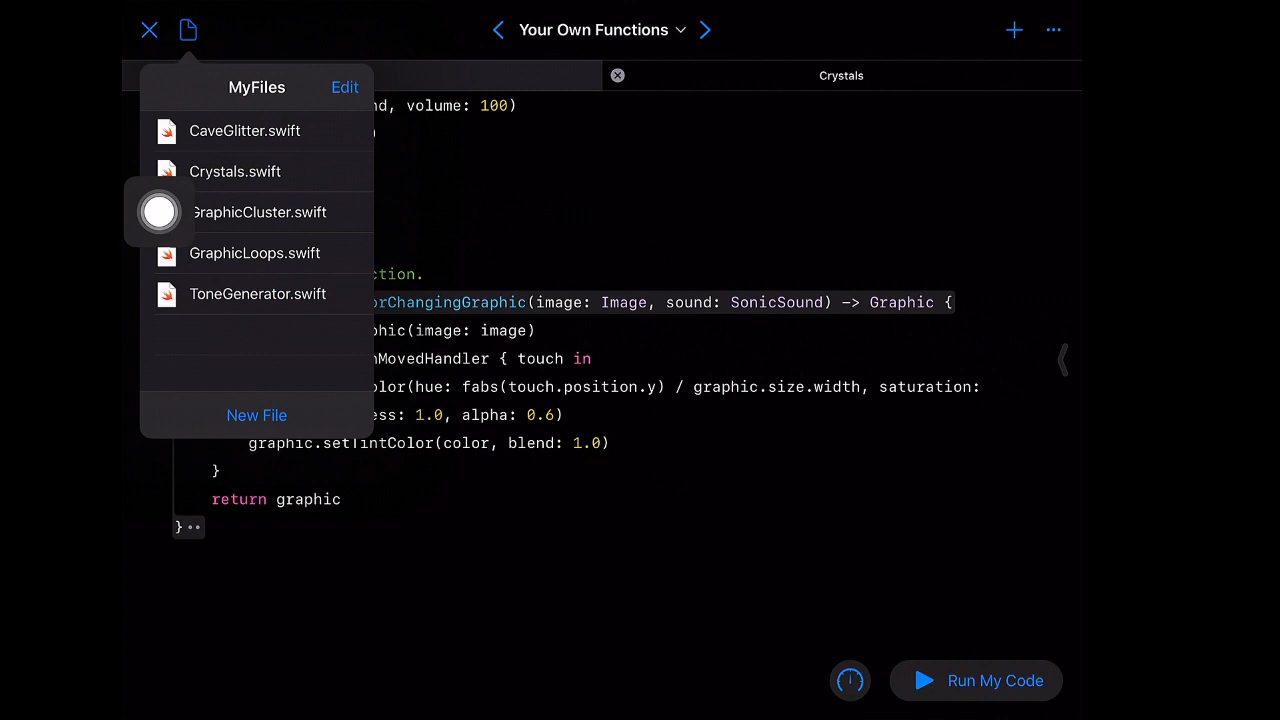 Your Own Functions
Crystals
MyFiles
Edit
CaveGlitter.swift
Crystals.swift
GraphicCluster.swift
GraphicLoops.swift
ToneGenerator.swift
New File
nd, volume: 100)
)
ction.
orChangingGraphic(image: Image, sound: SonicSound) -> Graphic {
phic(image: image)
nMovedHandler { touch in
olor(hue: fabs(touch.position.y) / graphic.size.width, saturation:
ess: 1.0, alpha: 0.6)
graphic.setTintColor(color, blend: 1.0)
}
return graphic
}
Run My Code